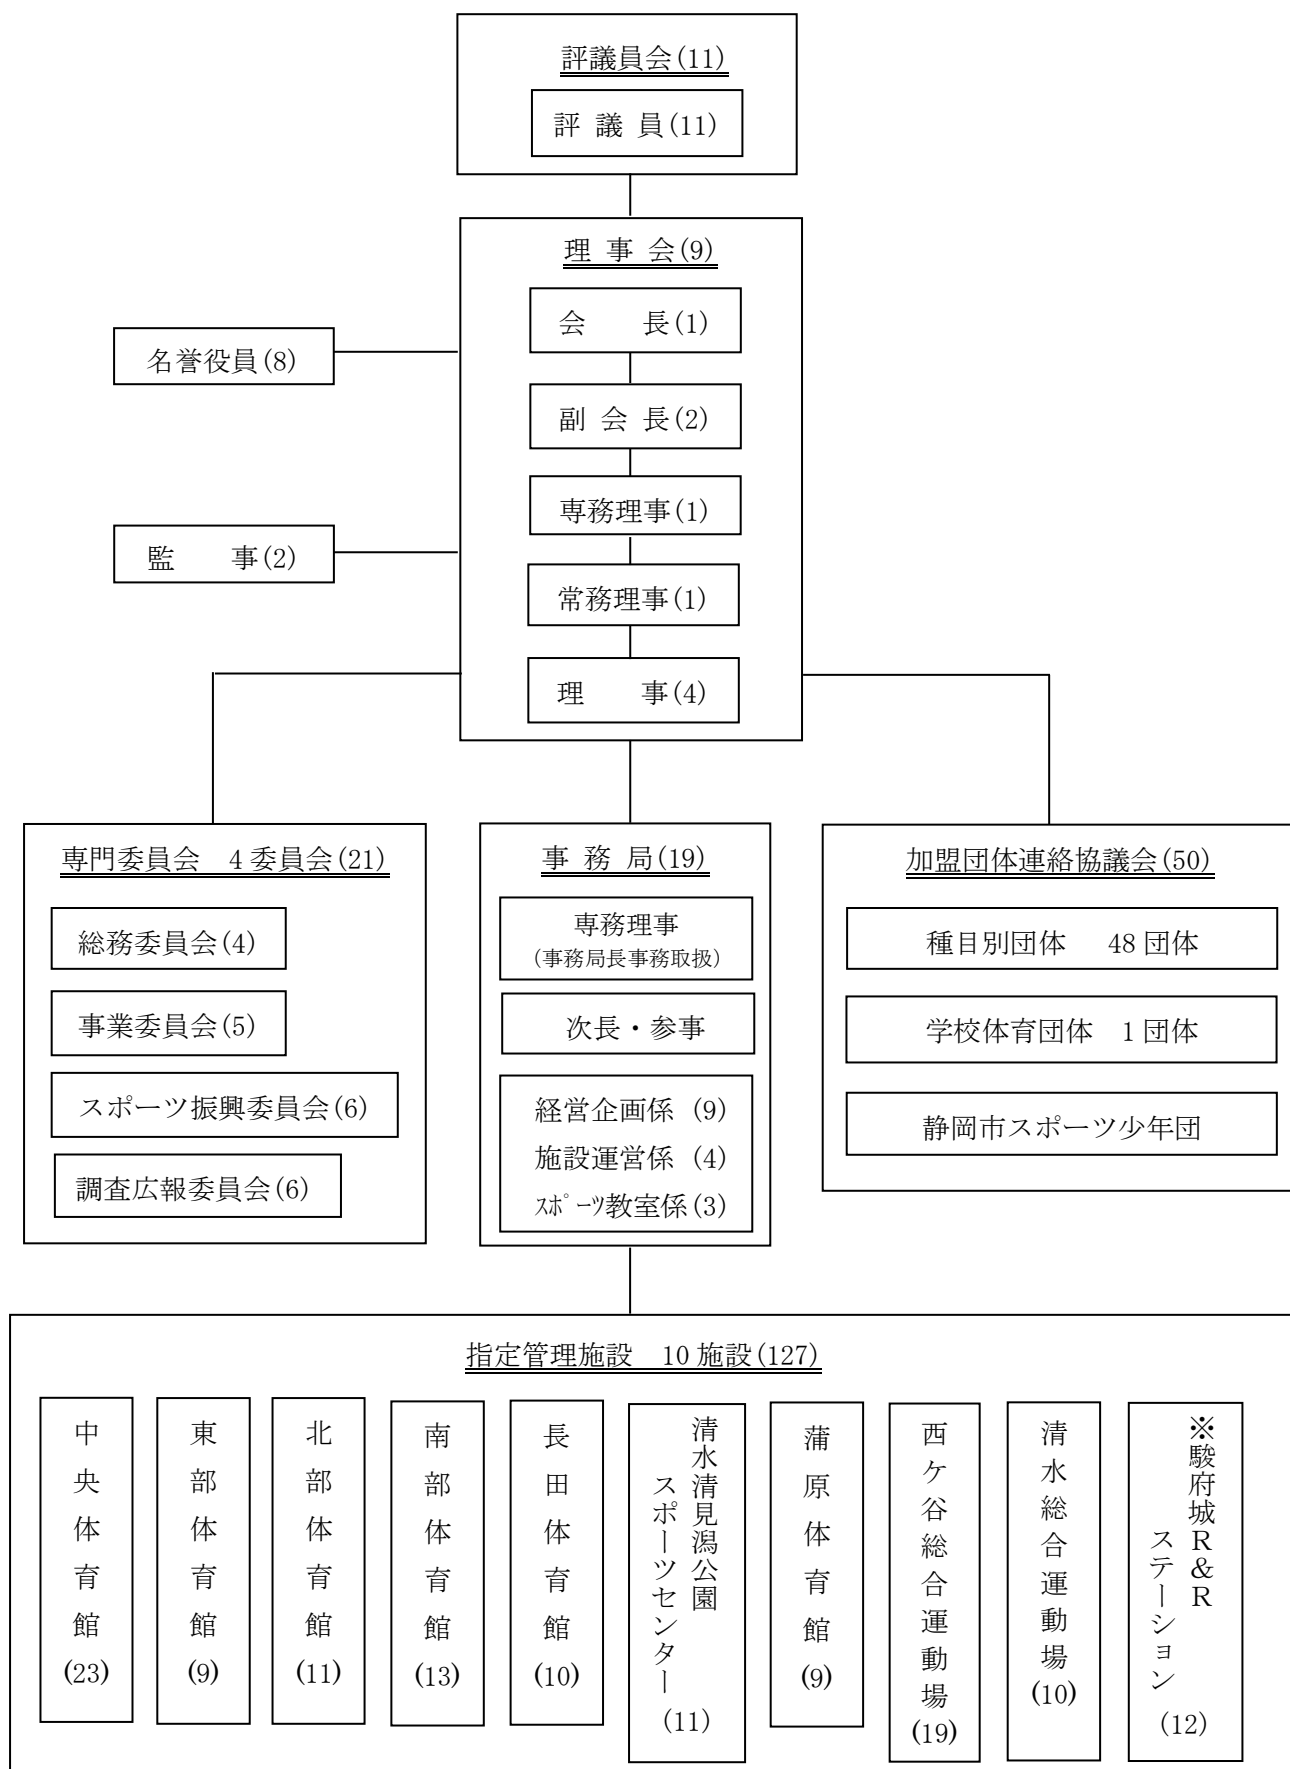 評議員会(11)
評 議 員(11)
理 事 会(9)
会　　長(1)
名誉役員(8)
副 会 長(2)
専務理事(1)
監　　事(2)
常務理事(1)
理　　事(4)
専門委員会　4委員会(21)
総務委員会(4)
事業委員会(5)
スポーツ振興委員会(6)
調査広報委員会(6)
事 務 局(19)
専務理事
(事務局長事務取扱)
次長・参事
経営企画係 (9)
施設運営係 (4)
ｽﾎﾟｰﾂ教室係(3)
加盟団体連絡協議会(50)
種目別団体　48団体
学校体育団体　1団体
静岡市スポーツ少年団
指定管理施設　10施設(127)
中央体育館(23)
東部体育館(9)
北部体育館(11)
南部体育館(13)
長田体育館(10)
清水清見潟公園
スポーツセンター(11)
蒲原体育館(9)
西ケ谷総合運動場(19)
清水総合運動場(10)
※駿府城R&R
ステーション(12)